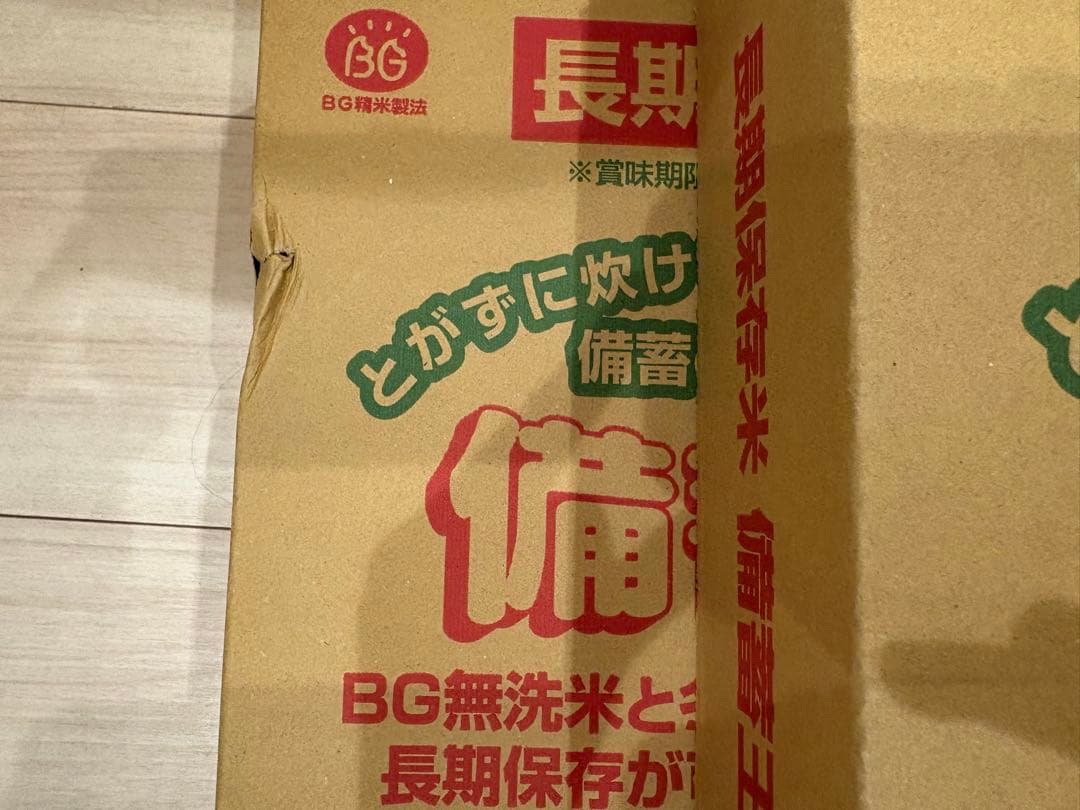 BG
BG精米製法
長期
※賞味期限
とがずに炊け
備蓄
備
BG無洗米と
長期保存が
長期保存米 備蓄王